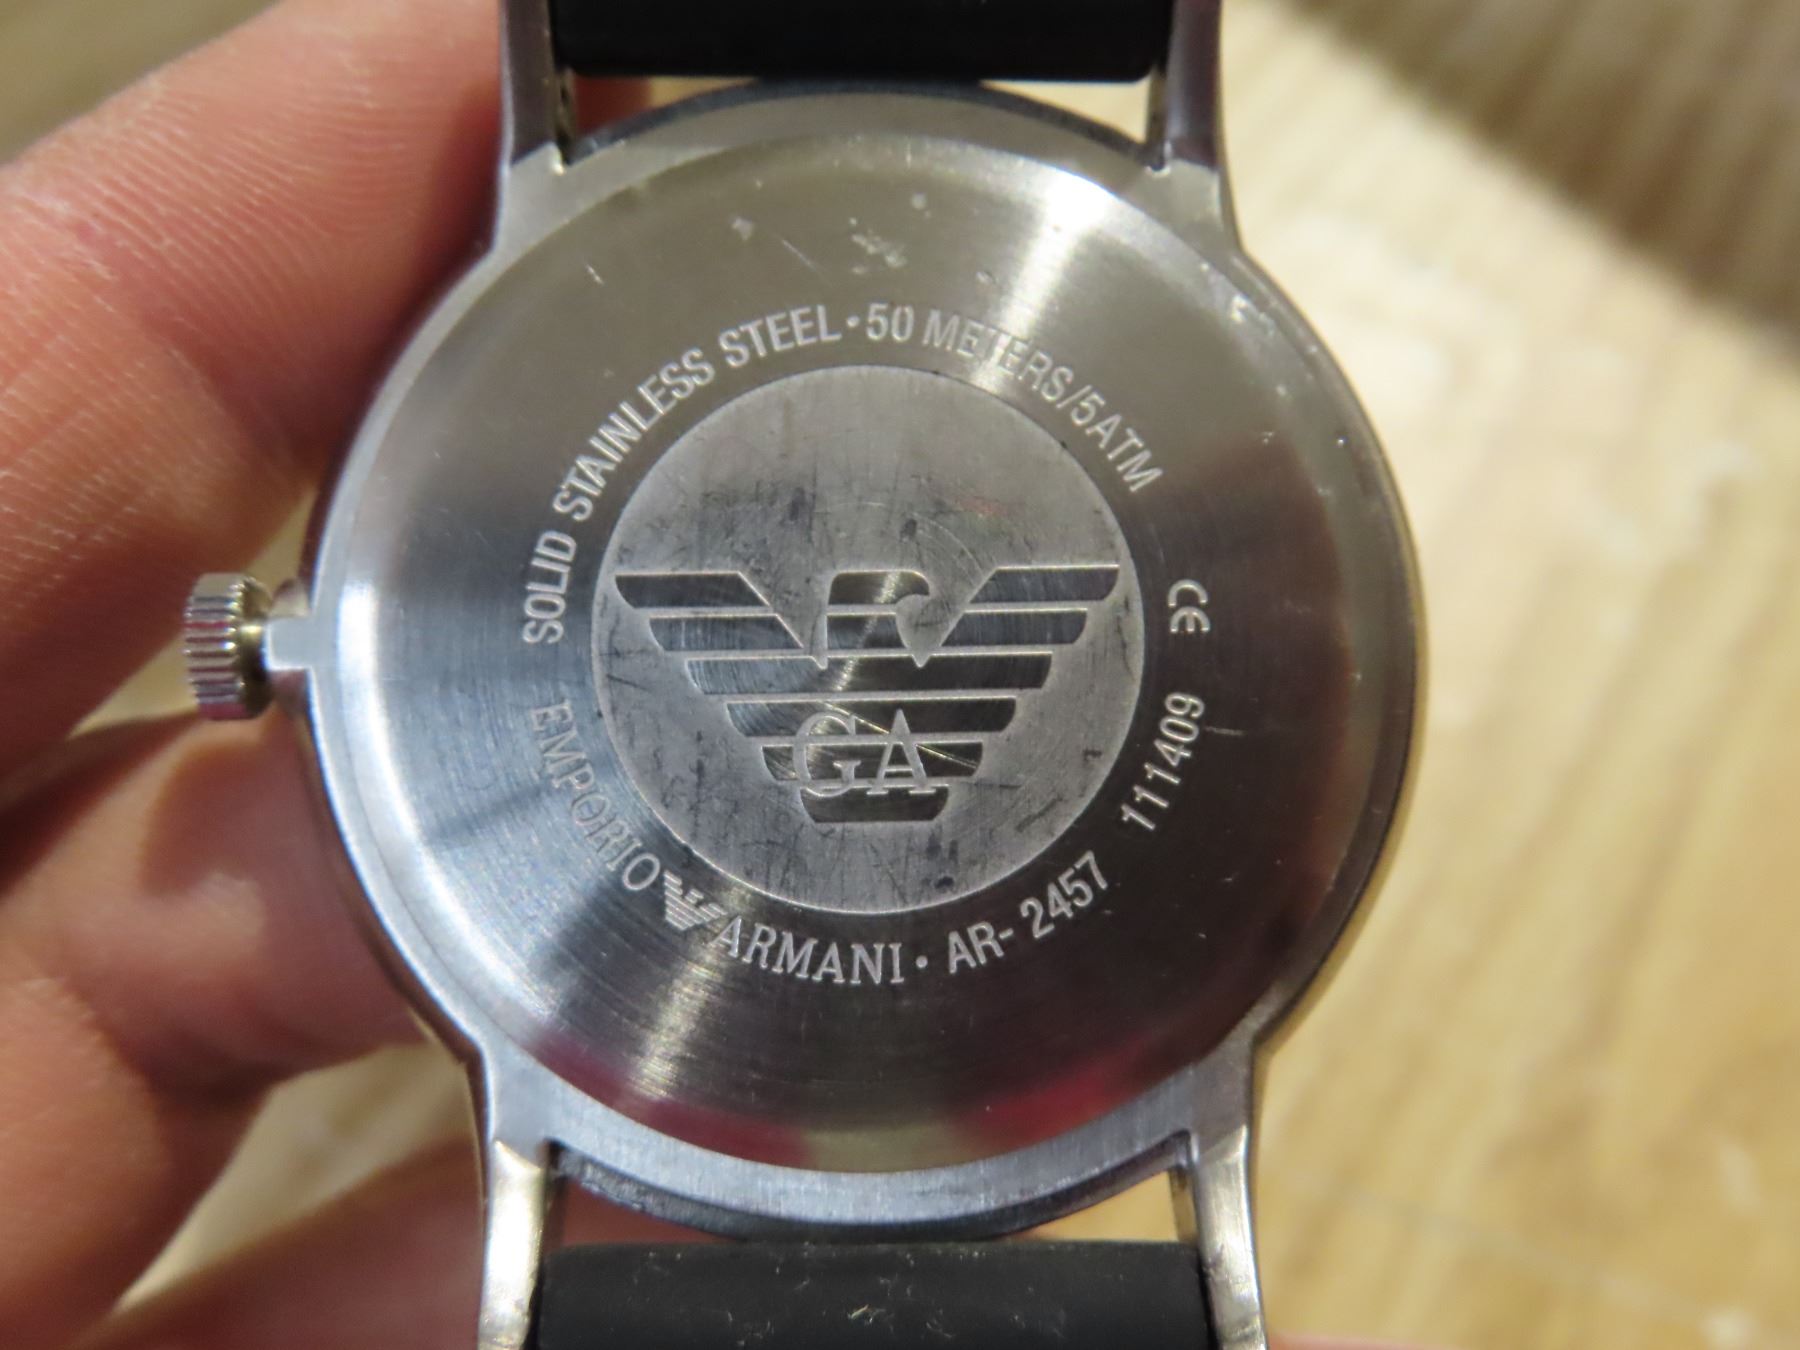 SOLID STAINLESS STEEL · 50 METERS/5ATM
CE
111409
EMPORIO ARMANI · AR- 2457
GA